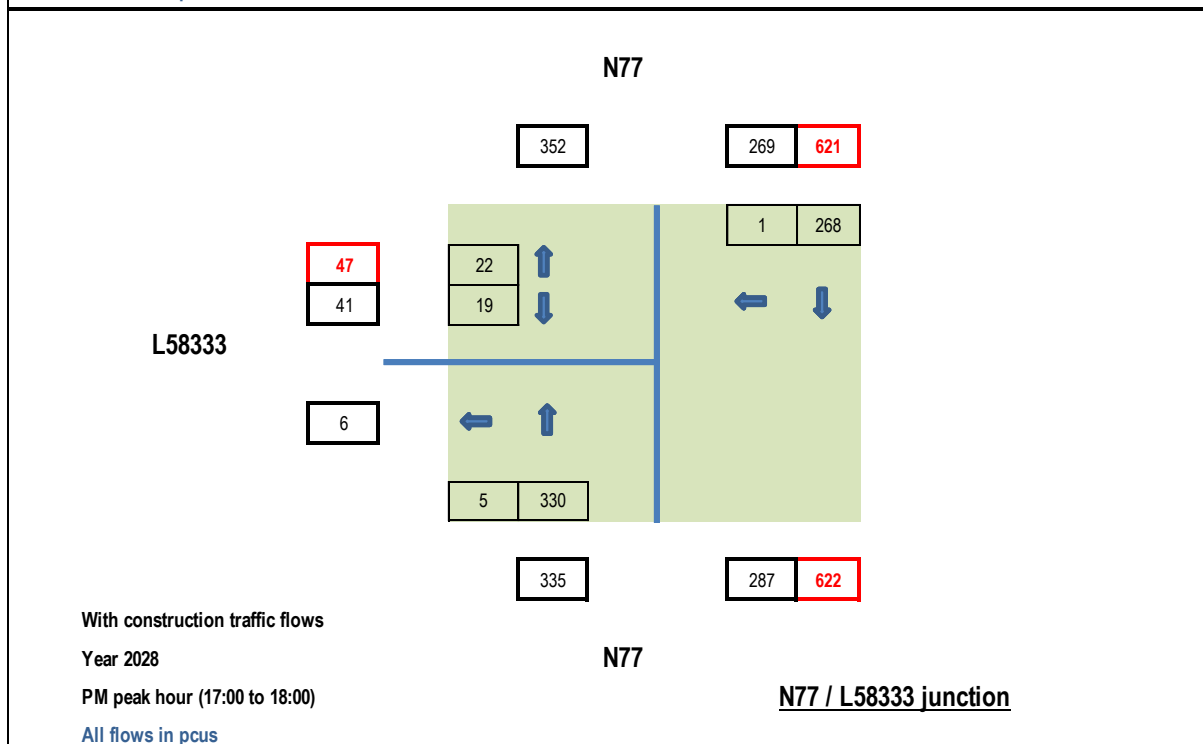 N77
352 269 621
1 268
47 22
41 19
L58333
6
5 330
335 287 622
With construction traffic flows
Year 2028 N77
PM peak hour (17:00 to 18:00) N77 / L58333 junction
All flows in pcus